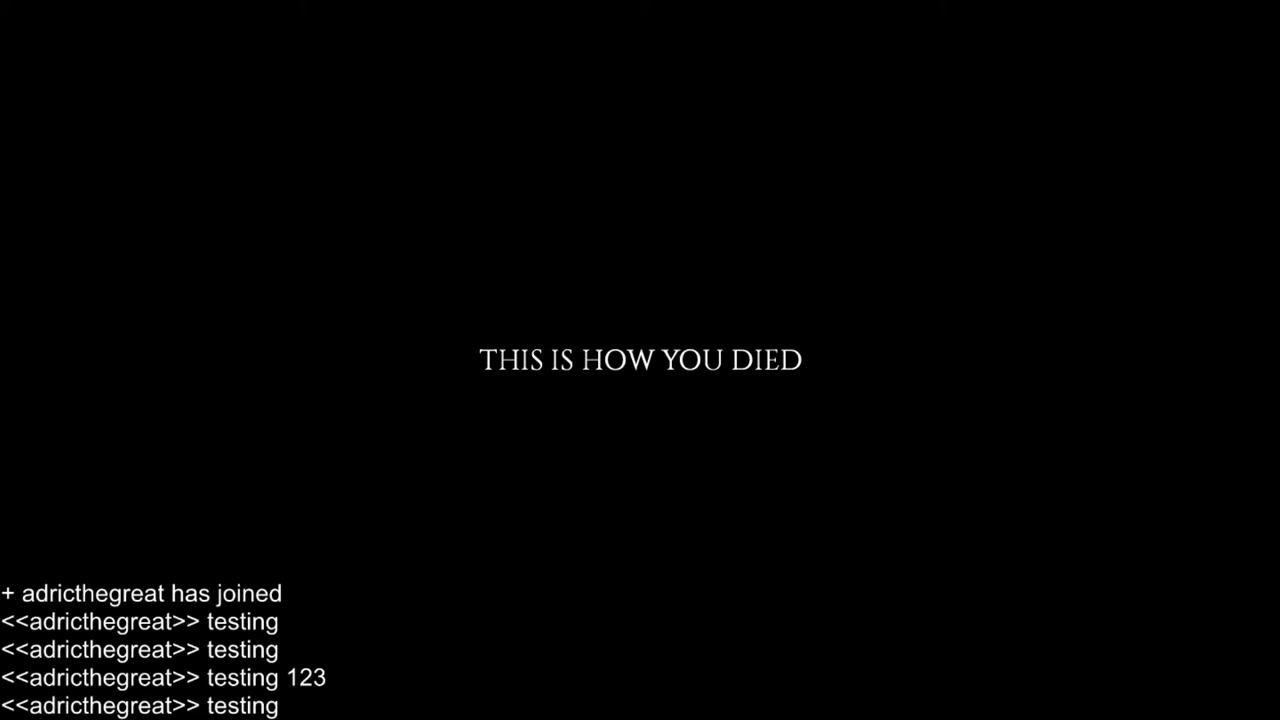 THIS IS HOW YOU DIED
+ adricthegreat has joined
<<adricthegreat>> testing
<<adricthegreat>> testing
<<adricthegreat>> testing 123
<<adricthegreat>> testing